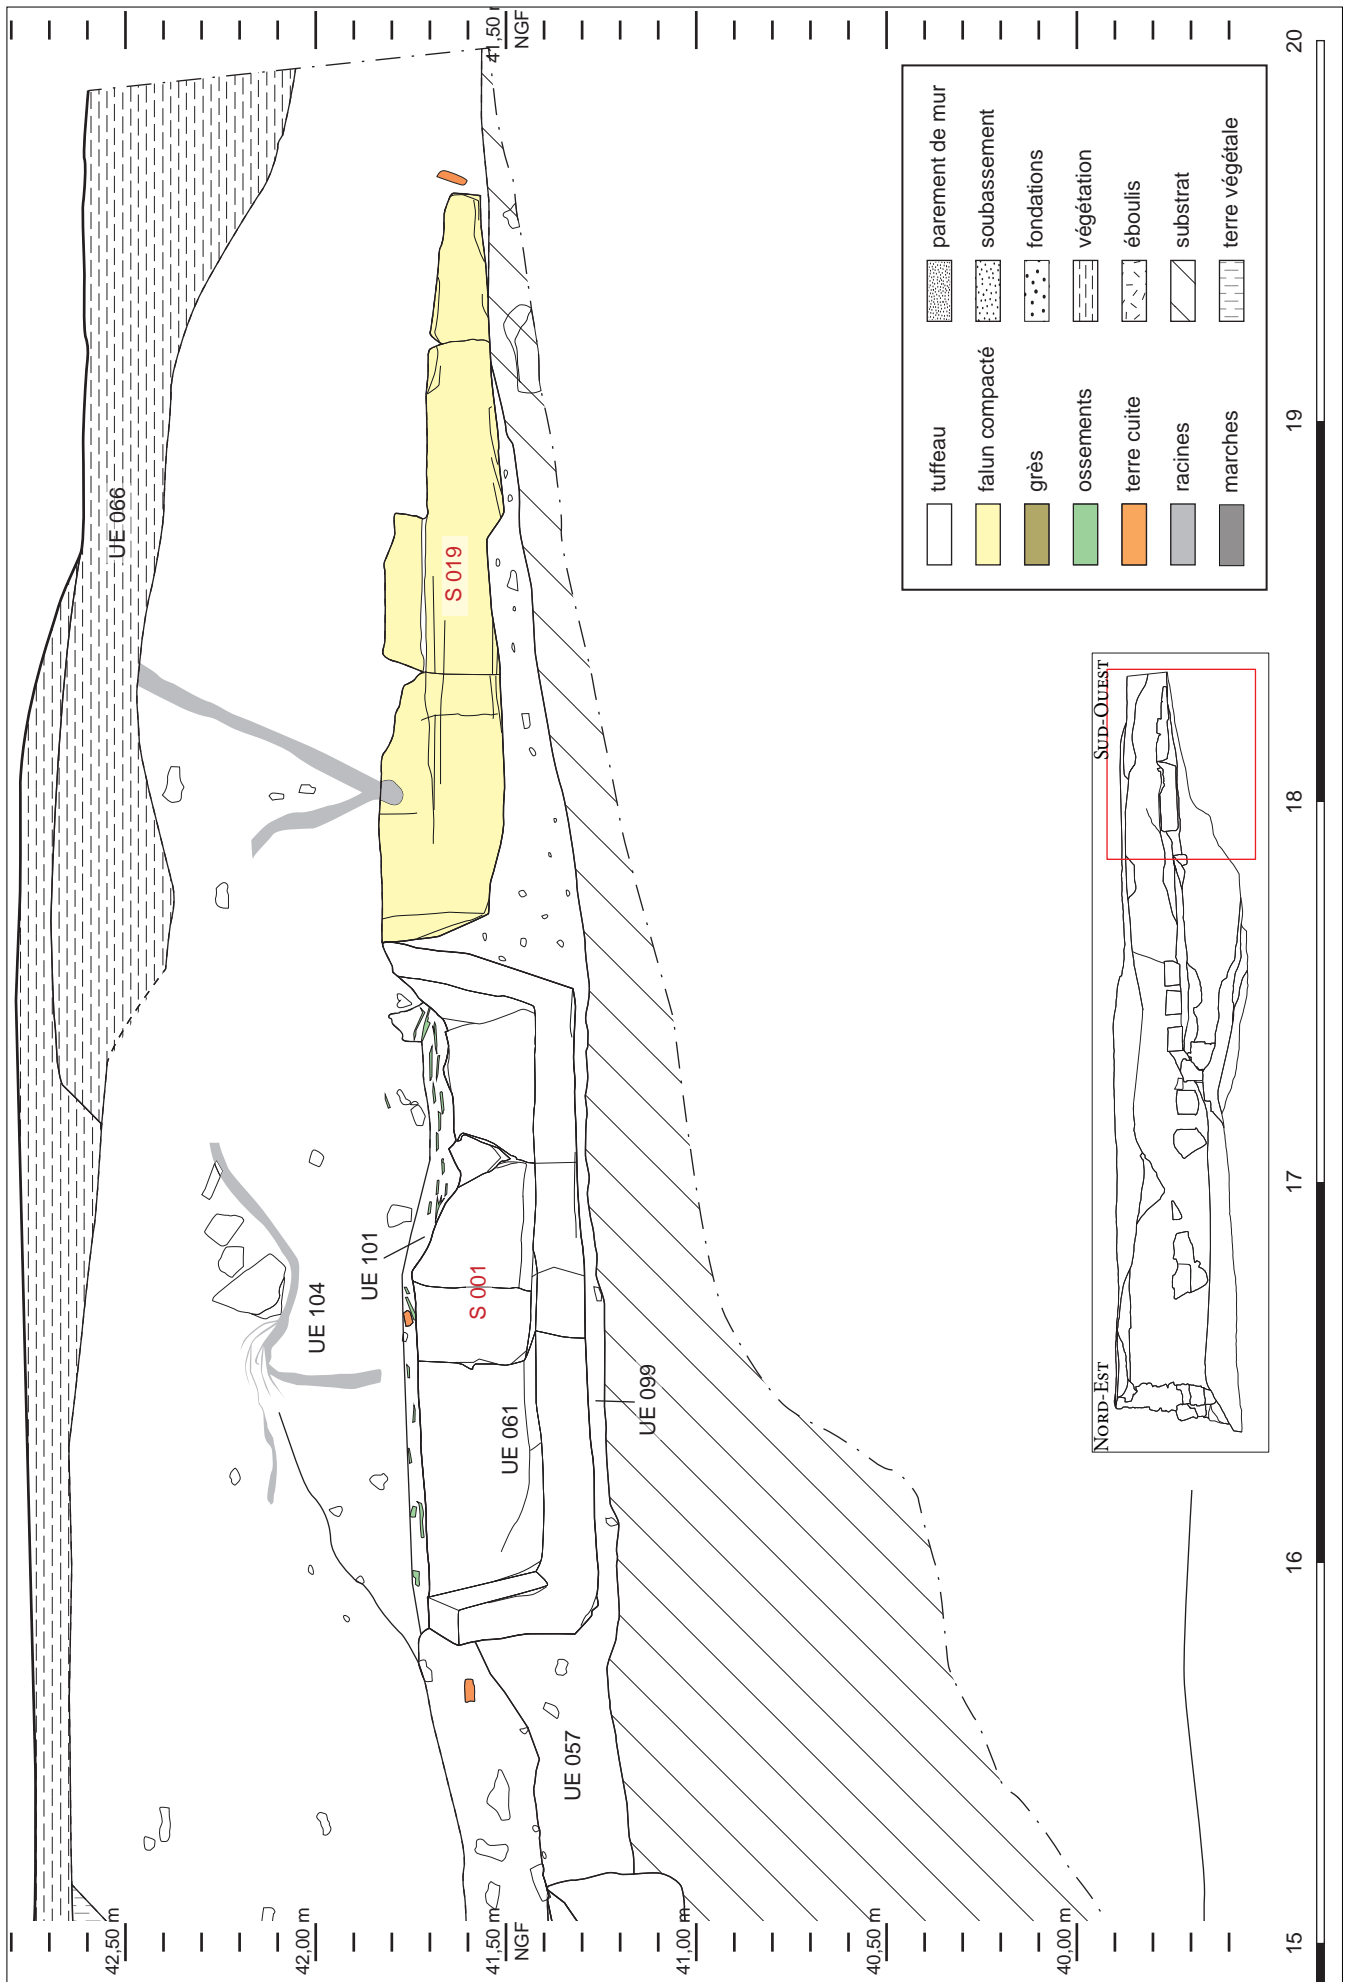 42,50 m
42,00 m
41,50 m
NGF
41,00 m
40,50 m
40,00 m
41,50
NGF
UE 066
UE 104
UE 101
S 001
S 019
UE 061
UE 099
UE 057
tuffeau
falun compacté
grès
ossements
terre cuite
racines
marches
parement de mur
soubassement
fondations
végétation
éboulis
substrat
terre végétale
NORD-EST
SUD-OUEST
15
16
17
18
19
20